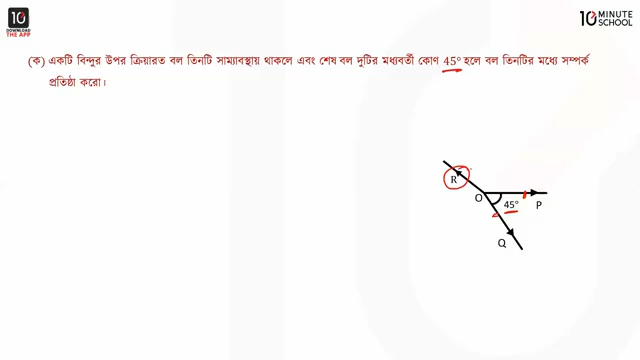 10
DOWNLOAD
THE APP
10 MINUTE
SCHOOL
(ক) একটি বিন্দুর উপর ক্রিয়ারত বল তিনটি সাম্যাবস্থায় থাকলে এবং শেষ বল দুটির মধ্যবর্তী কোণ 45° হলে বল তিনটির মধ্যে সম্পর্ক
প্রতিষ্ঠা করো।
R
O
45°
P
Q